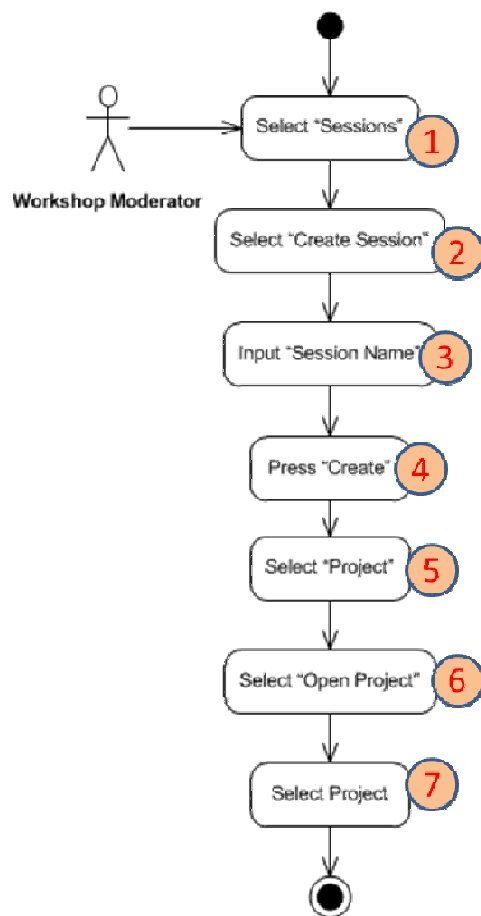 Select “Sessions”
1
Workshop Moderator
Select “Create Session”
2
Input “Session Name”
3
Press “Create”
4
Select “Project”
5
Select “Open Project”
6
Select Project
7